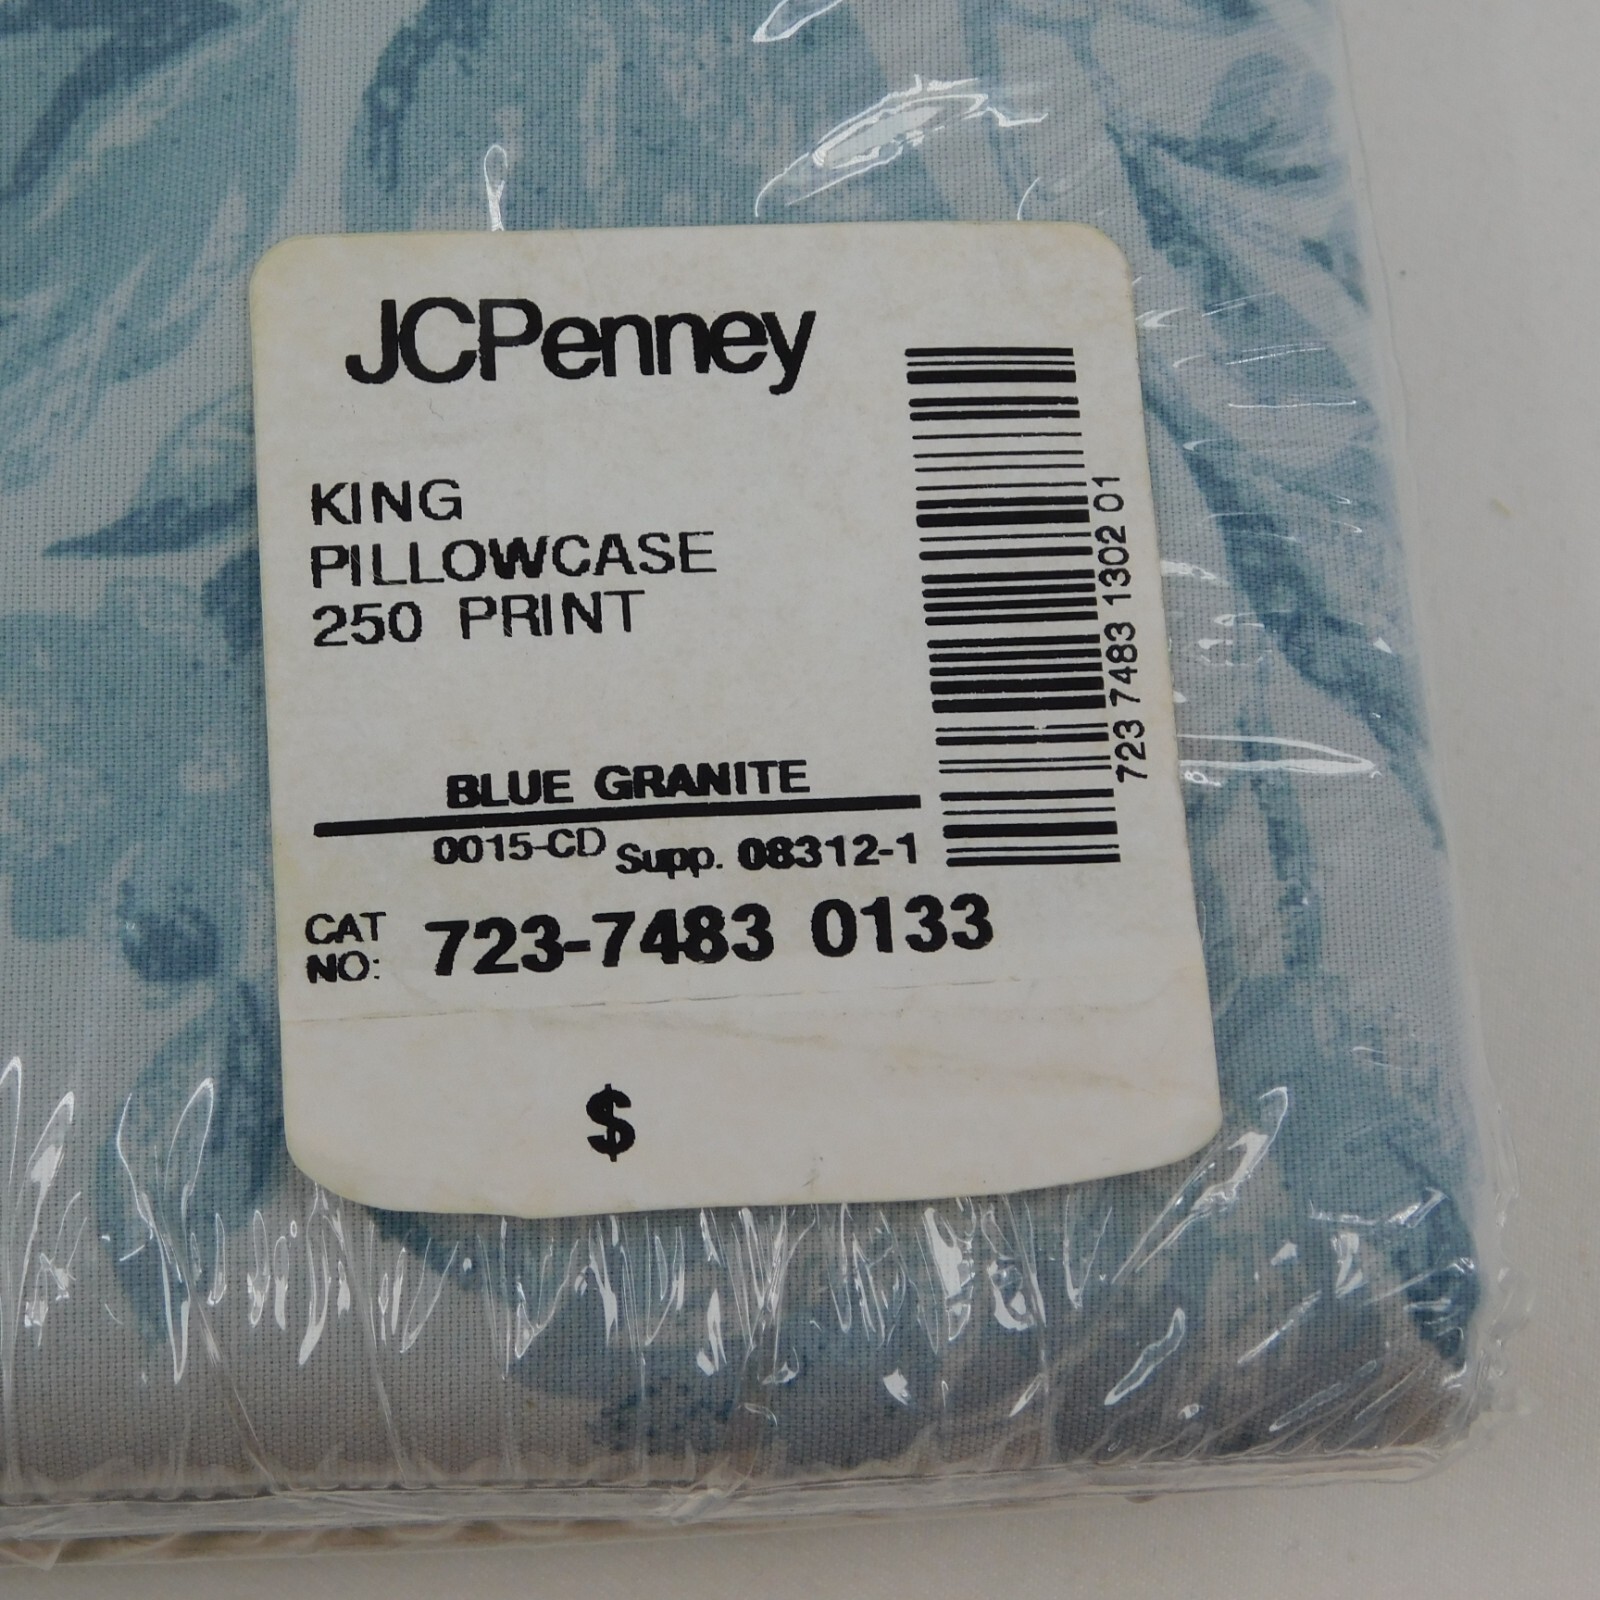 JCPenney
KING
PILLOWCASE
250 PRINT
BLUE GRANITE
0015-CD Supp. 08312-1
CAT
NO: 723-7483 0133
$
723 7483 1302 01